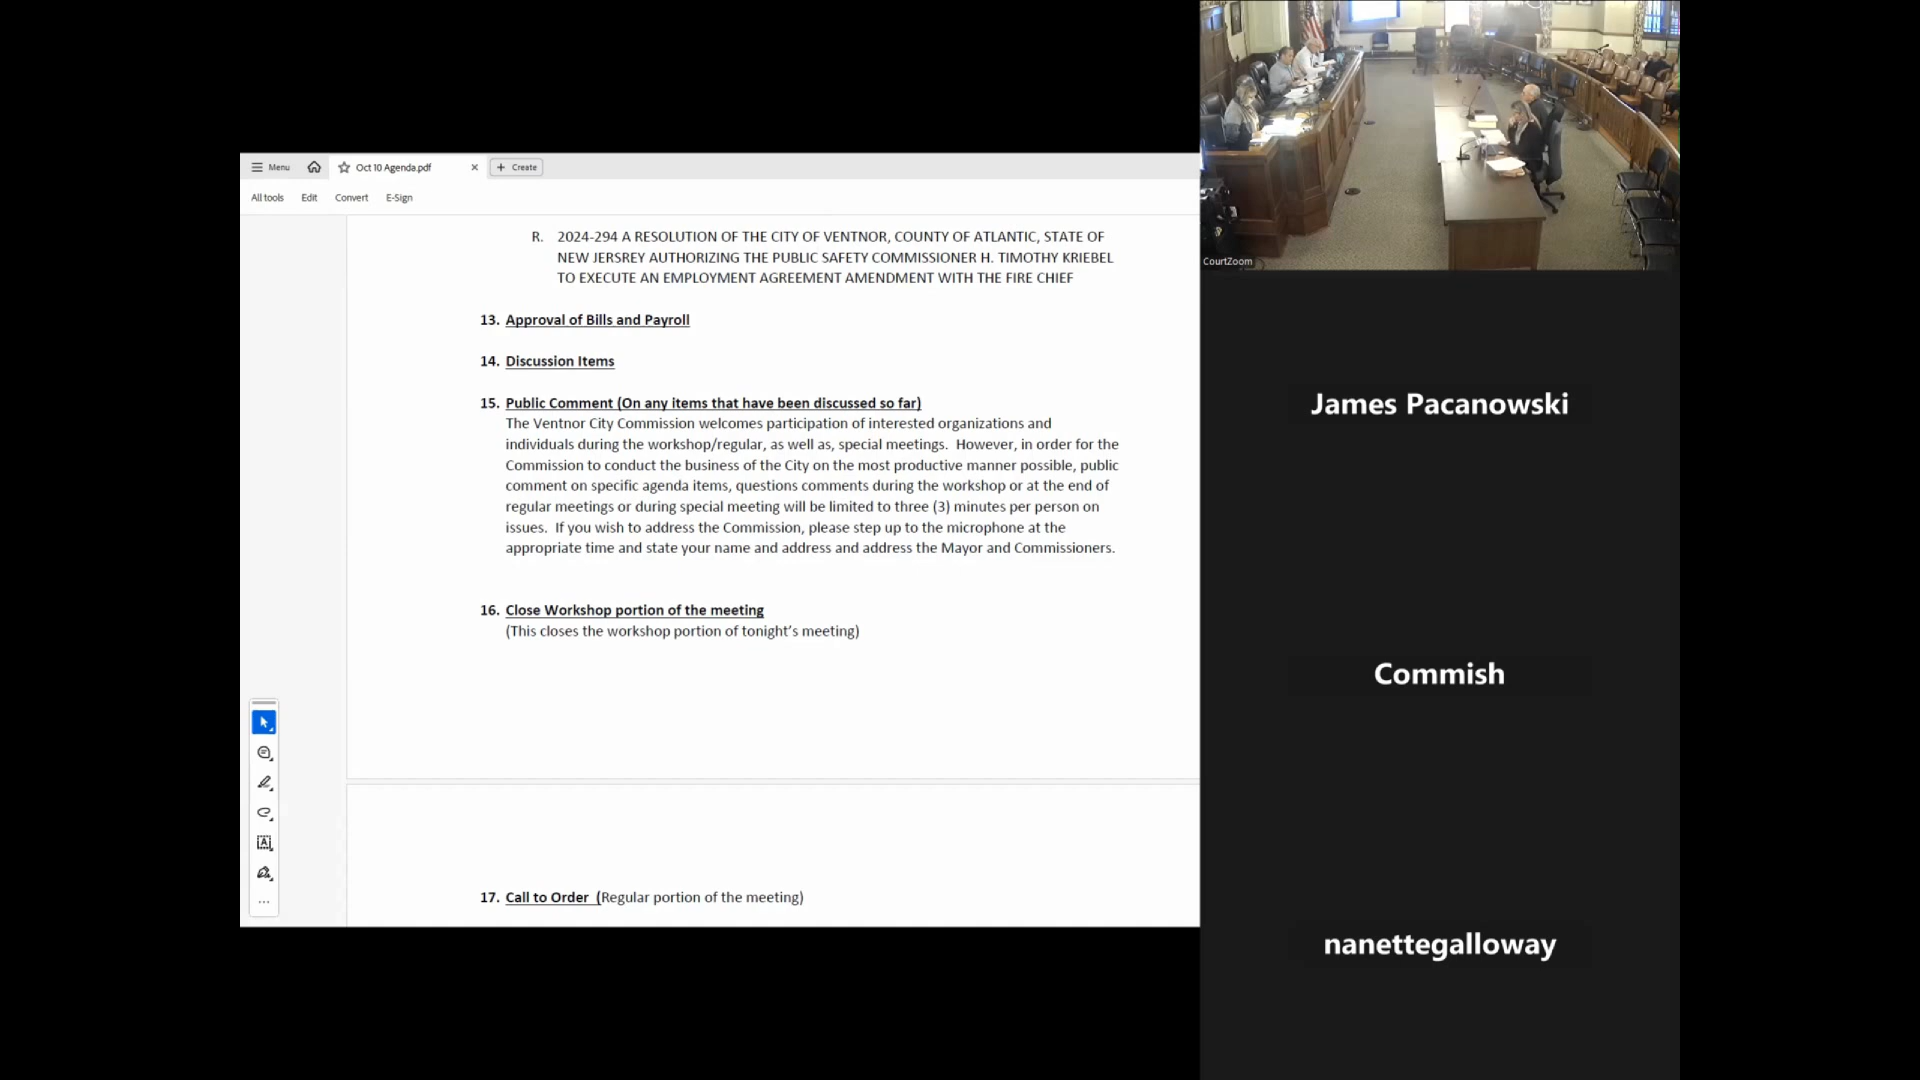 Menu
Oct 10 Agenda.pdf
Create
All tools
Edit
Convert
E-Sign
R. 2024-294 A RESOLUTION OF THE CITY OF VENTNOR, COUNTY OF ATLANTIC, STATE OF
NEW JERSREY AUTHORIZING THE PUBLIC SAFETY COMMISSIONER H. TIMOTHY KRIEBEL
TO EXECUTE AN EMPLOYMENT AGREEMENT AMENDMENT WITH THE FIRE CHIEF
13. Approval of Bills and Payroll
14. Discussion Items
15. Public Comment (On any items that have been discussed so far)
The Ventnor City Commission welcomes participation of interested organizations and
individuals during the workshop/regular, as well as, special meetings. However, in order for the
Commission to conduct the business of the City on the most productive manner possible, public
comment on specific agenda items, questions comments during the workshop or at the end of
regular meetings or during special meeting will be limited to three (3) minutes per person on
issues. If you wish to address the Commission, please step up to the microphone at the
appropriate time and state your name and address and address the Mayor and Commissioners.
16. Close Workshop portion of the meeting
(This closes the workshop portion of tonight's meeting)
17. Call to Order (Regular portion of the meeting)
CourtZoom
James Pacanowski
Commish
nanettegalloway